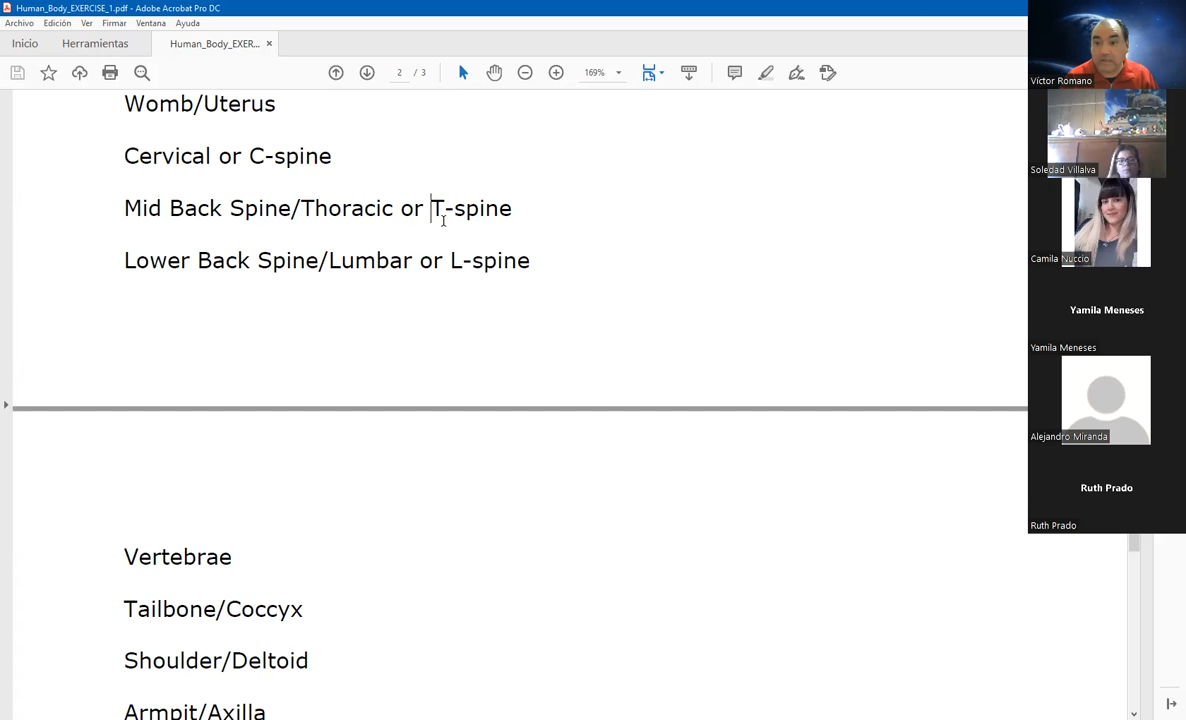 Human_Body_EXERCISE_1.pdf - Adobe Acrobat Pro DC
Archivo Edición Ver Firmar Ventana Ayuda
Inicio Herramientas Human_Body_EXER... ×
2 / 3 169%
Womb/Uterus
Cervical or C-spine
Mid Back Spine/Thoracic or T-spine
Lower Back Spine/Lumbar or L-spine
Vertebrae
Tailbone/Coccyx
Shoulder/Deltoid
Armpit/Axilla
Víctor Romano
Soledad Villalva
Camila Nuccio
Yamila Meneses
Yamila Meneses
Alejandro Miranda
Ruth Prado
Ruth Prado